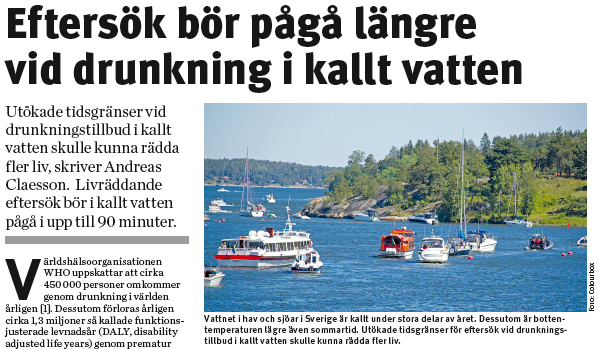 Eftersök bör pågå längre
vid drunkning i kallt vatten
Utökade tidsgränser vid
drunkningstillbud i kallt
vatten skulle kunna rädda
fler liv, skriver Andreas
Claesson. Livräddande
eftersök bör i kallt vatten
pågå i upp till 90 minuter.
Världshälsoorganisationen
WHO uppskattar att cirka
450 000 personer omkommer
genom drunkning i världen
årligen [1]. Dessutom förloras årligen
cirka 1,3 miljoner så kallade funktions-
justerade levnadsår (DALY, disability
adjusted life years) genom prematur
Foto: Colourbox
Vattnet i hav och sjöar i Sverige är kallt under stora delar av året. Dessutom är botten-
temperaturen lägre även sommartid. Utökade tidsgränser för eftersök vid drunknings-
tillbud i kallt vatten skulle kunna rädda fler liv.